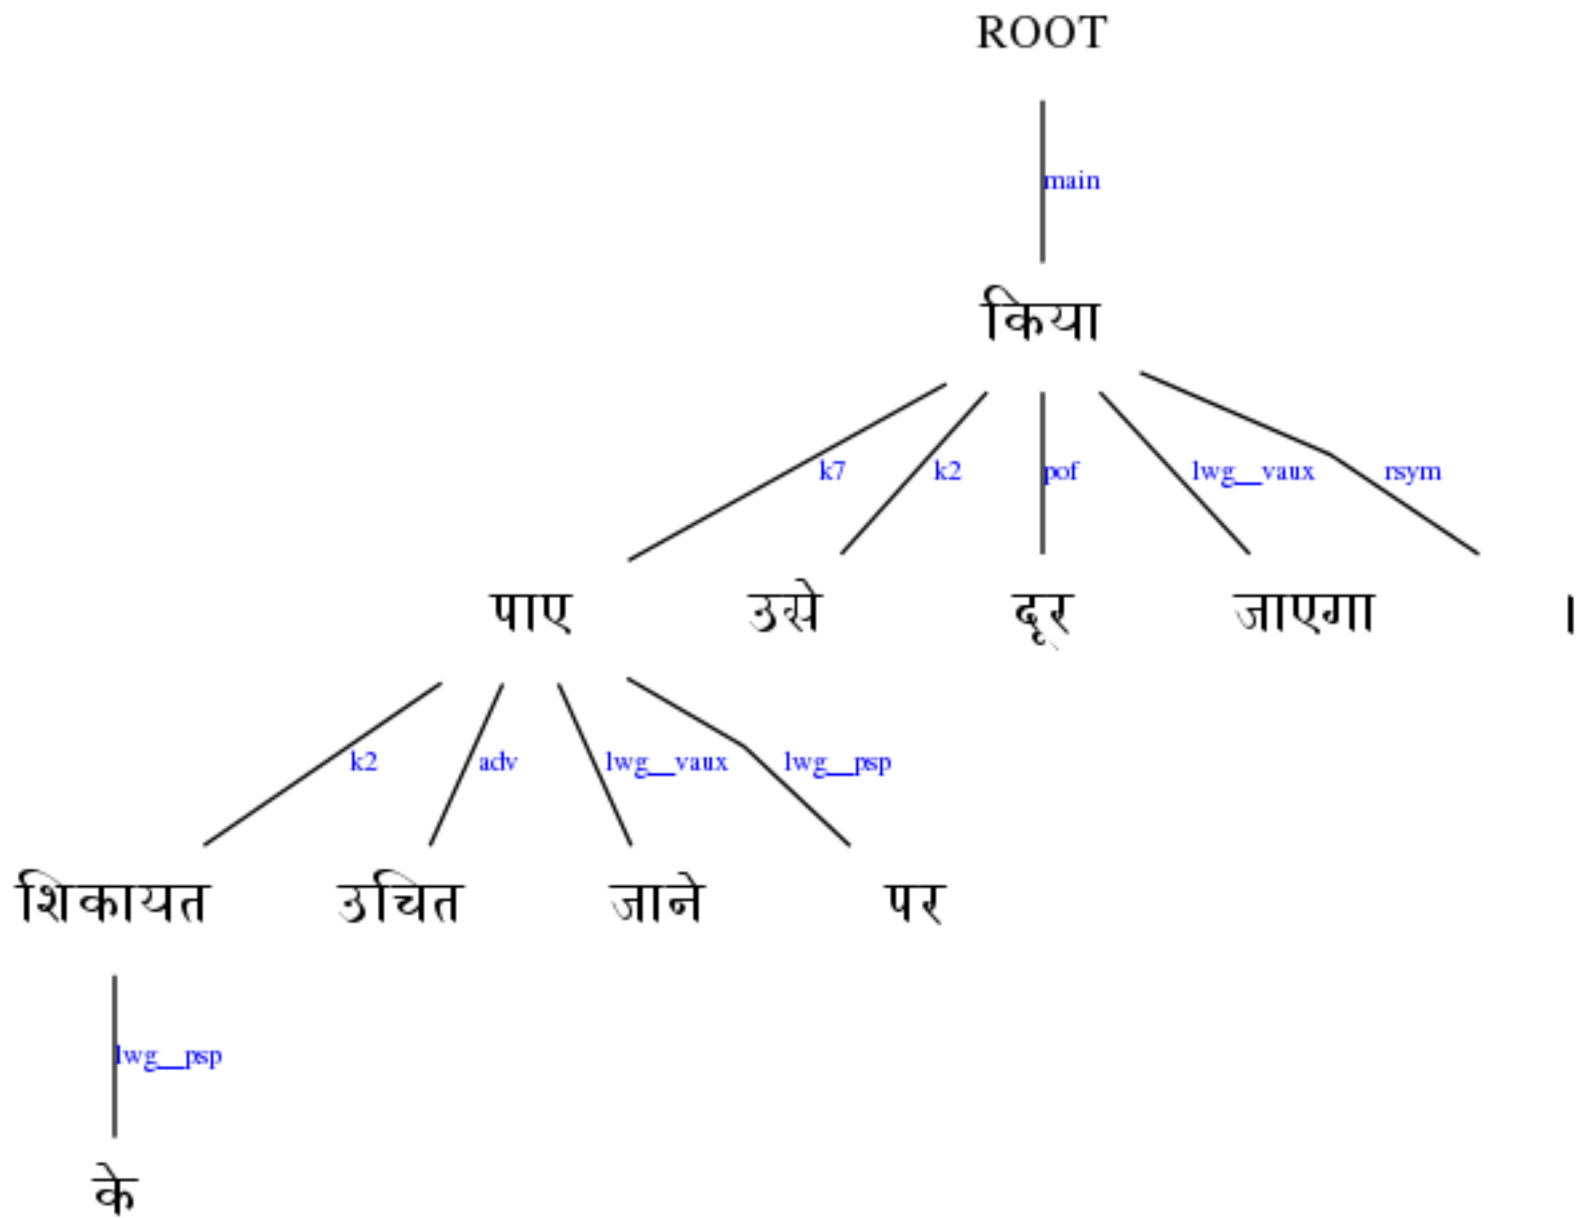 ROOT
main
किया
k7 k2 pof lwg__vaux rsym
पाए उसे दूर जाएगा ।
k2 adv lwg__vaux lwg__psp
शिकायत उचित जाने पर
lwg__psp
के